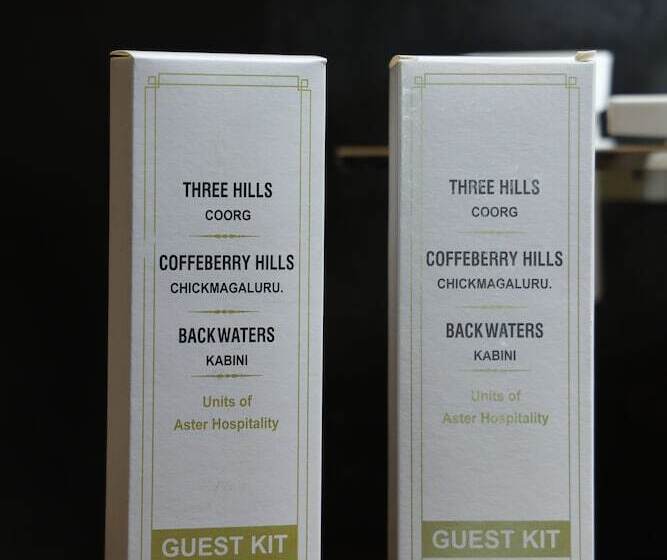 THREE HILLS
COORG
COFFEBERRY HILLS
CHICKMAGALURU.
BACKWATERS
KABINI
Units of
Aster Hospitality
GUEST KIT
THREE HILLS
COORG
COFFEBERRY HILLS
CHICKMAGALURU.
BACKWATERS
KABINI
Units of
Aster Hospitality
GUEST KIT